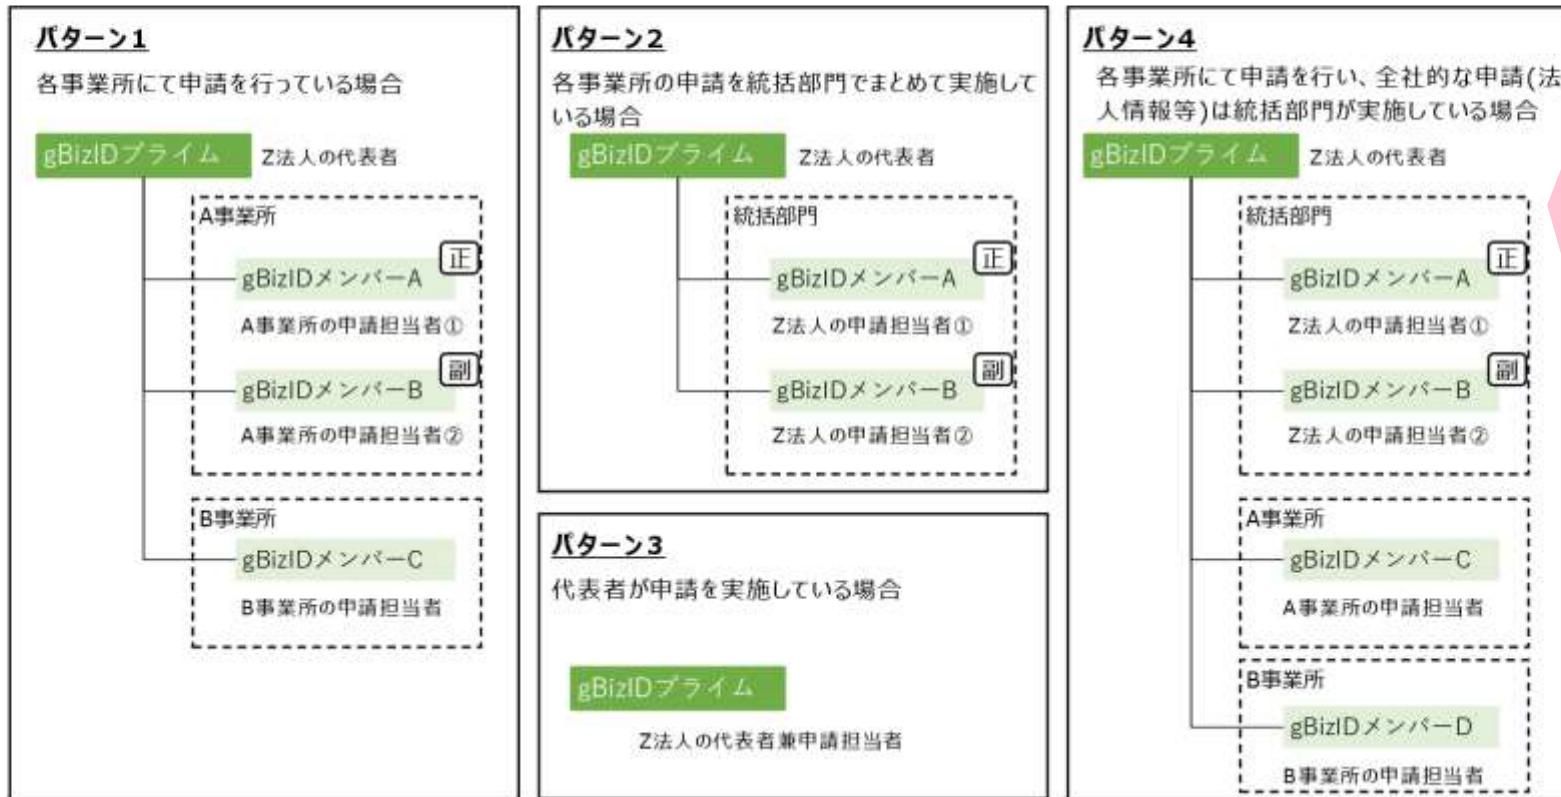 パターン1
各事業所にて申請を行っている場合
gBizIDプライム Z法人の代表者
A事業所
正
gBizIDメンバーA
A事業所の申請担当者①
副
gBizIDメンバーB
A事業所の申請担当者②
B事業所
gBizIDメンバーC
B事業所の申請担当者
パターン2
各事業所の申請を統括部門でまとめて実施して
いる場合
gBizIDプライム Z法人の代表者
統括部門
正
gBizIDメンバーA
Z法人の申請担当者①
副
gBizIDメンバーB
Z法人の申請担当者②
パターン3
代表者が申請を実施している場合
gBizIDプライム
Z法人の代表者兼申請担当者
パターン4
各事業所にて申請を行い、全社的な申請(法
人情報等)は統括部門が実施している場合
gBizIDプライム Z法人の代表者
統括部門
正
gBizIDメンバーA
Z法人の申請担当者①
副
gBizIDメンバーB
Z法人の申請担当者②
A事業所
gBizIDメンバーC
A事業所の申請担当者
B事業所
gBizIDメンバーD
B事業所の申請担当者